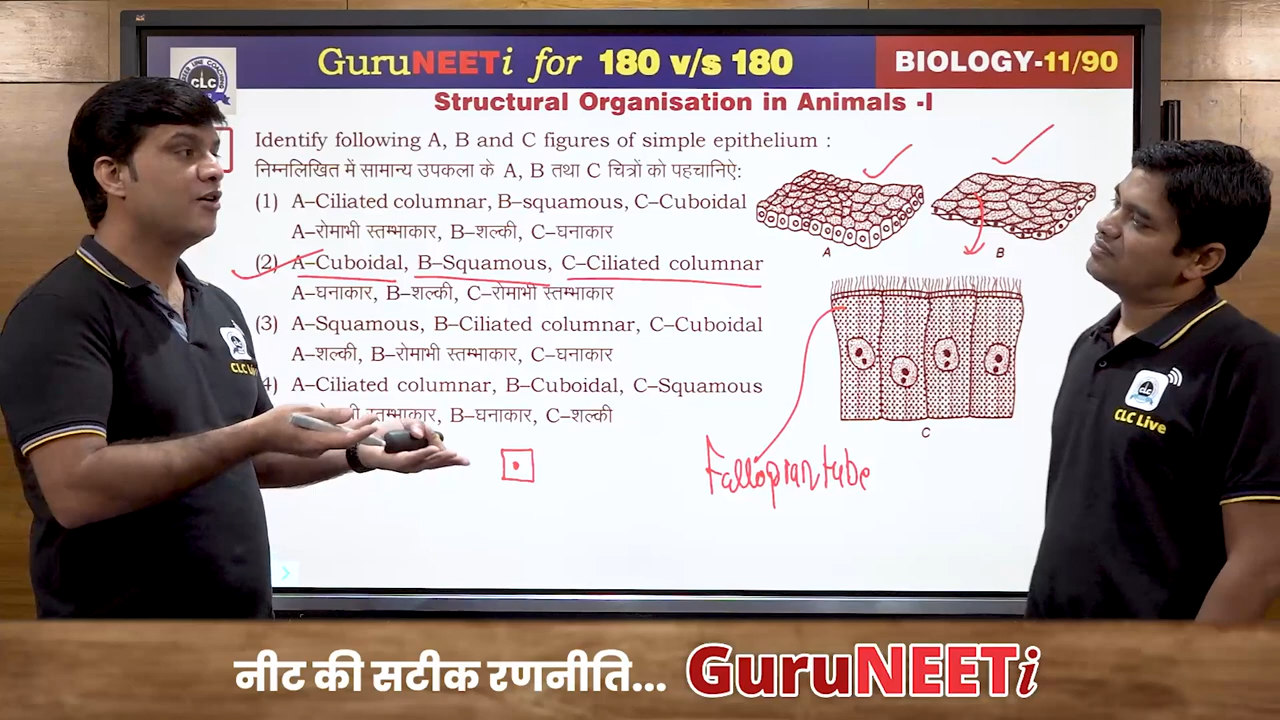 GuruNEETi for 180 v/s 180
BIOLOGY-11/90
CLC
Structural Organisation in Animals -I
Identify following A, B and C figures of simple epithelium :
निम्नलिखित में सामान्य उपकला के A, B तथा C चित्रों को पहचानिऐ:
(1) A–Ciliated columnar, B–squamous, C–Cuboidal
A–रोमाभी स्तम्भाकार, B–शल्की, C–घनाकार
(2) A–Cuboidal, B–Squamous, C–Ciliated columnar
A–घनाकार, B–शल्की, C–रोमाभी स्तम्भाकार
(3) A–Squamous, B–Ciliated columnar, C–Cuboidal
A–शल्की, B–रोमाभी स्तम्भाकार, C–घनाकार
4) A–Ciliated columnar, B–Cuboidal, C–Squamous
स्तम्भाकार, B–घनाकार, C–शल्की
A
B
C
Fallopian tube
CLC Live
CLC Live
नीट की सटीक रणनीति... GuruNEETi